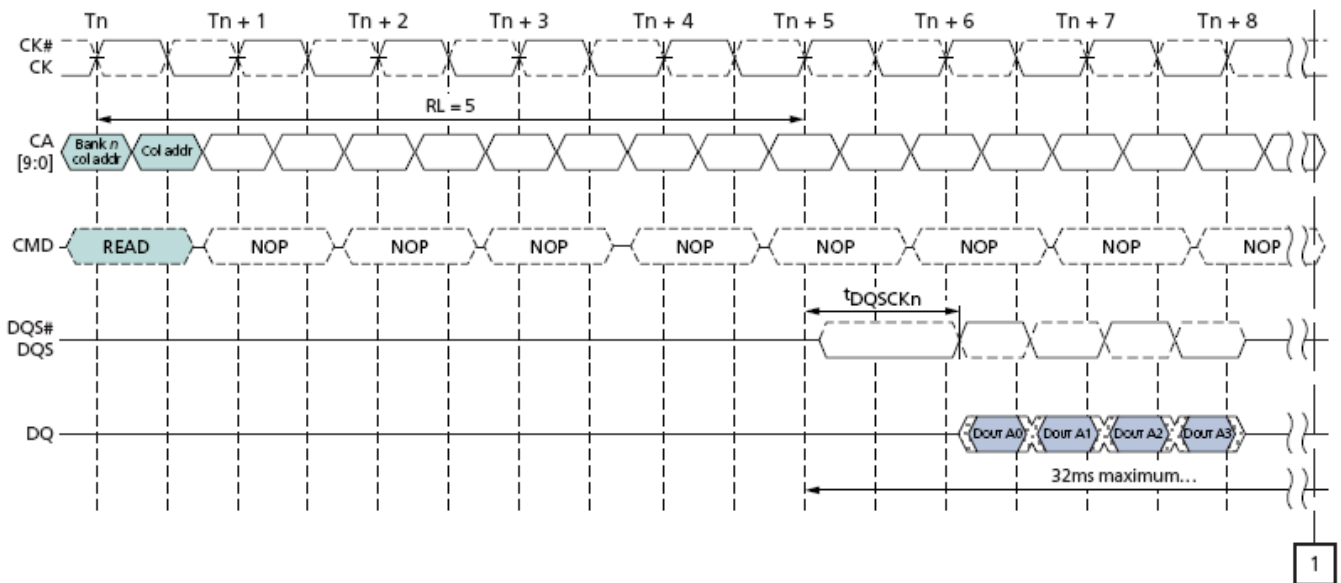 Tn Tn + 1 Tn + 2 Tn + 3 Tn + 4 Tn + 5 Tn + 6 Tn + 7 Tn + 8
CK#
CK
RL = 5
CA
[9:0]
Bank n
col addr
Col addr
CMD READ NOP NOP NOP NOP NOP NOP NOP NOP
tDQSCKn
DQS#
DQS
DQ DOUT A0 DOUT A1 DOUT A2 DOUT A3
32ms maximum…
1